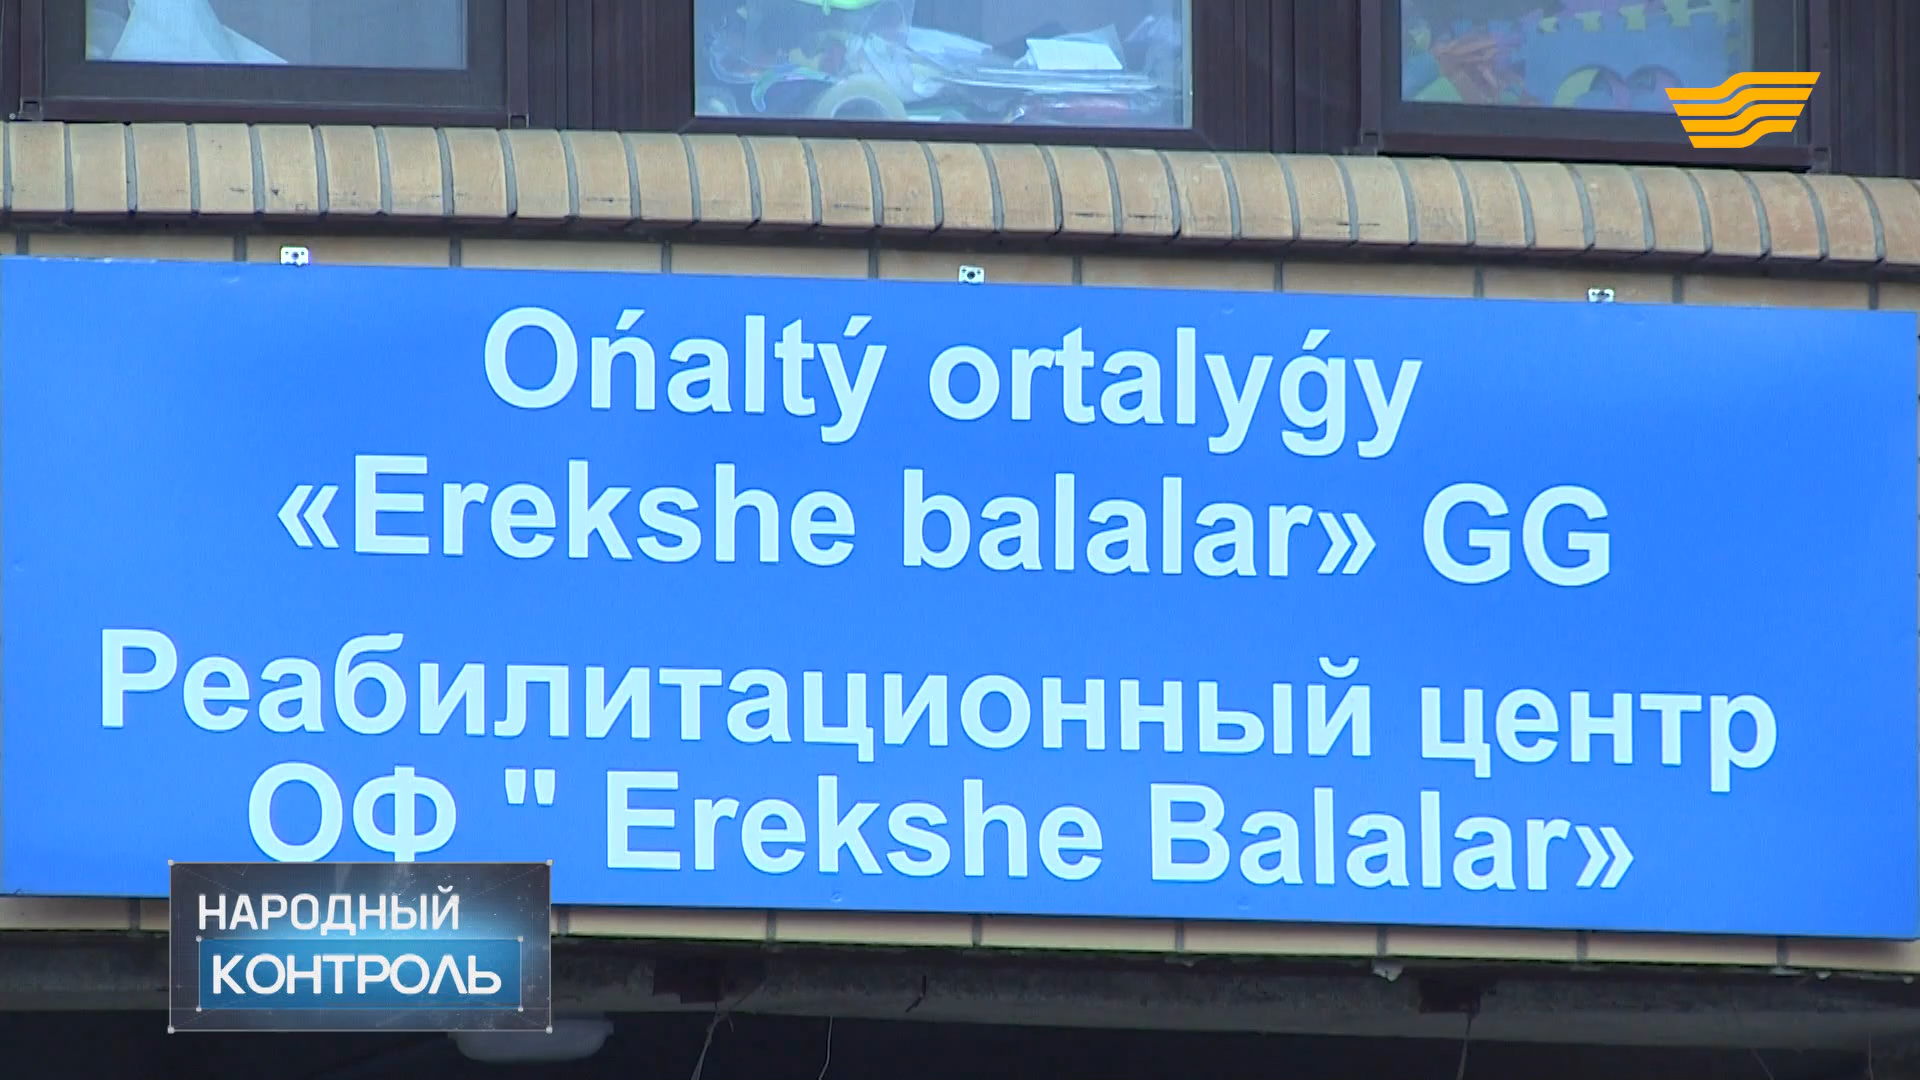 Ońaltý ortalyǵy
«Erekshe balalar» GG
Реабилитационный центр
ОФ " Erekshe Balalar»
НАРОДНЫЙ
КОНТРОЛЬ